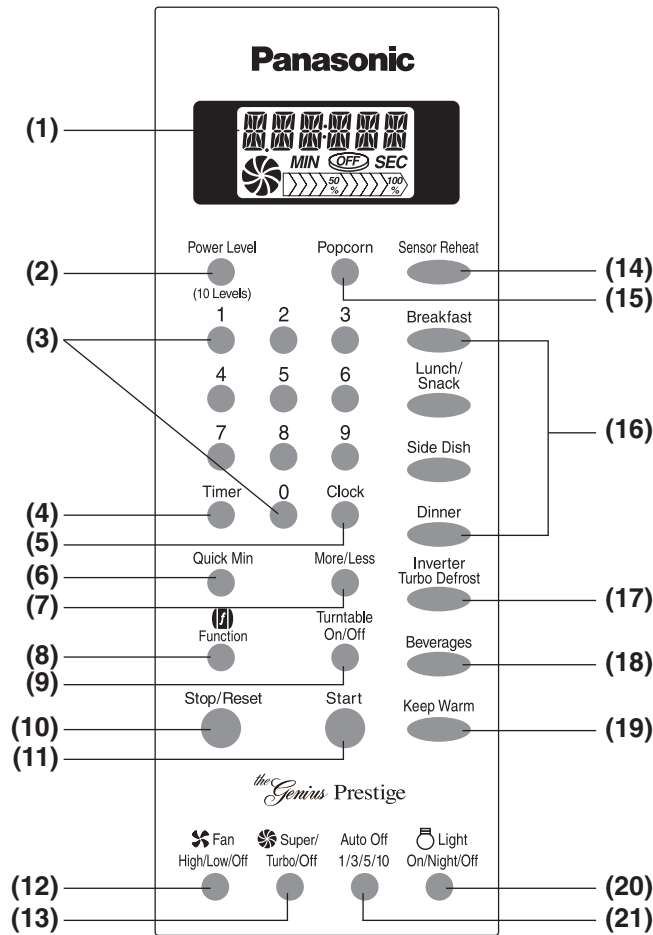 Panasonic
(1)
MIN OFF SEC
50 % 100 %
Power Level
Popcorn
Sensor Reheat
(2)
(10 Levels)
(14)
(15)
1 2 3
Breakfast
(3)
4 5 6
Lunch/
Snack
(16)
7 8 9
Side Dish
Timer
0
Clock
Dinner
(4)
(5)
Quick Min
More/Less
Inverter
Turbo Defrost
(6)
(7)
(17)
f
Function
Turntable
On/Off
Beverages
(8)
(9)
(18)
Stop/Reset
Start
Keep Warm
(10)
(11)
(19)
the Genius Prestige
Fan
High/Low/Off
Super/
Turbo/Off
Auto Off
1/3/5/10
Light
On/Night/Off
(12)
(13)
(20)
(21)